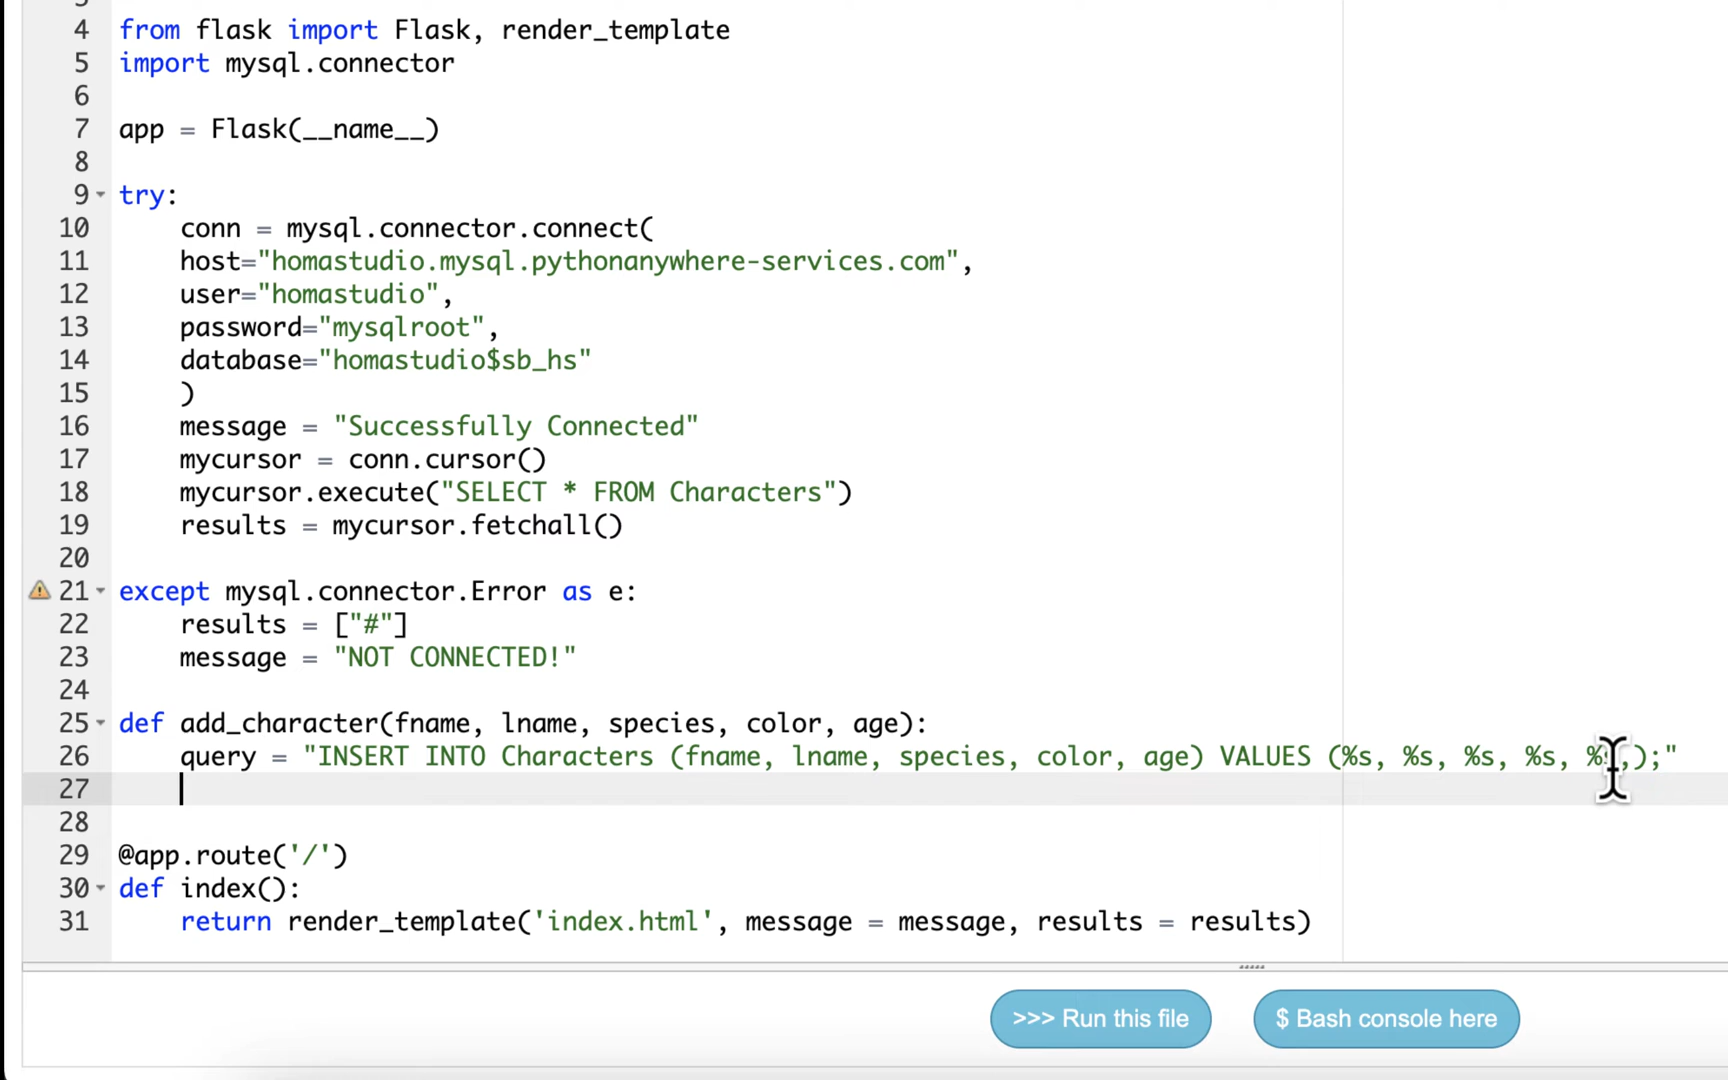 4 from flask import Flask, render_template
5 import mysql.connector
6
7 app = Flask(__name__)
8
9 try:
10 conn = mysql.connector.connect(
11 host="homastudio.mysql.pythonanywhere-services.com",
12 user="homastudio",
13 password="mysqlroot",
14 database="homastudio$sb_hs"
15 )
16 message = "Successfully Connected"
17 mycursor = conn.cursor()
18 mycursor.execute("SELECT * FROM Characters")
19 results = mycursor.fetchall()
20
21 except mysql.connector.Error as e:
22 results = ["#"]
23 message = "NOT CONNECTED!"
24
25 def add_character(fname, lname, species, color, age):
26 query = "INSERT INTO Characters (fname, lname, species, color, age) VALUES (%s, %s, %s, %s, %s,);"
27
28
29 @app.route('/')
30 def index():
31 return render_template('index.html', message = message, results = results)
>>> Run this file
$ Bash console here